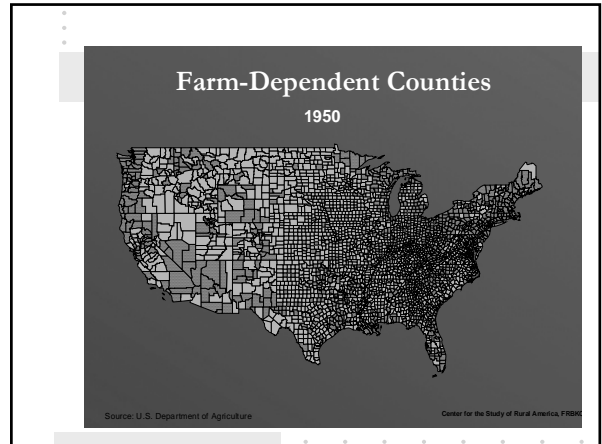 Farm-Dependent Counties
1950
Source: U.S. Department of Agriculture
Center for the Study of Rural America, FRBKC